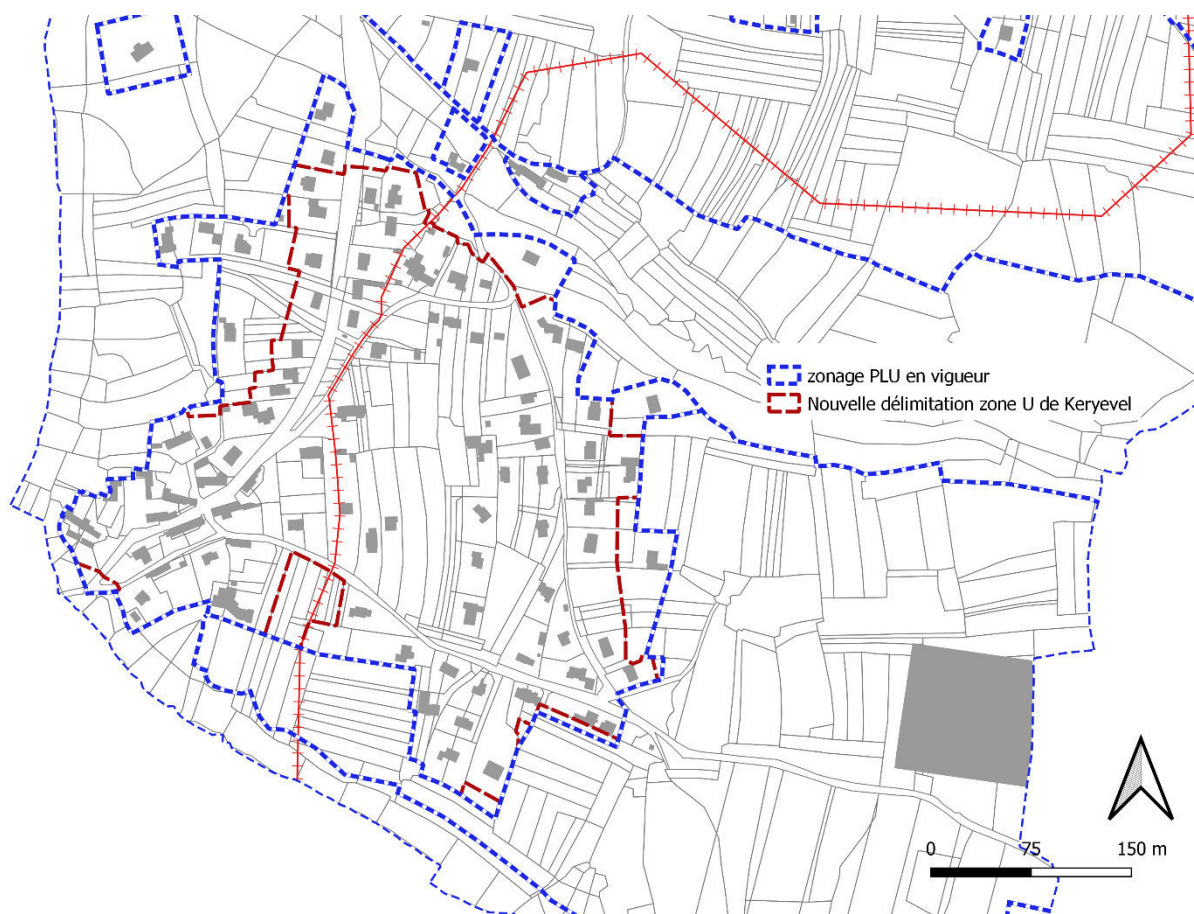 zonage PLU en vigueur
Nouvelle délimitation zone U de Keryevel
0 75 150 m